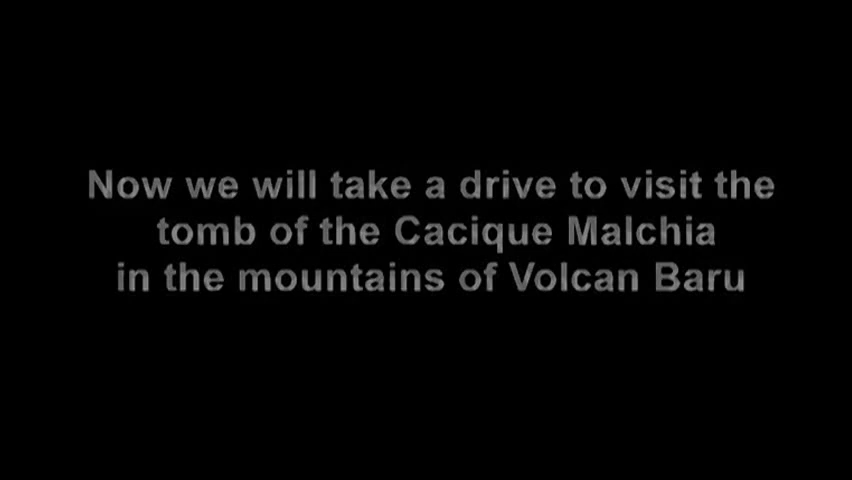 Now we will take a drive to visit the
tomb of the Cacique Malchia
in the mountains of Volcan Baru